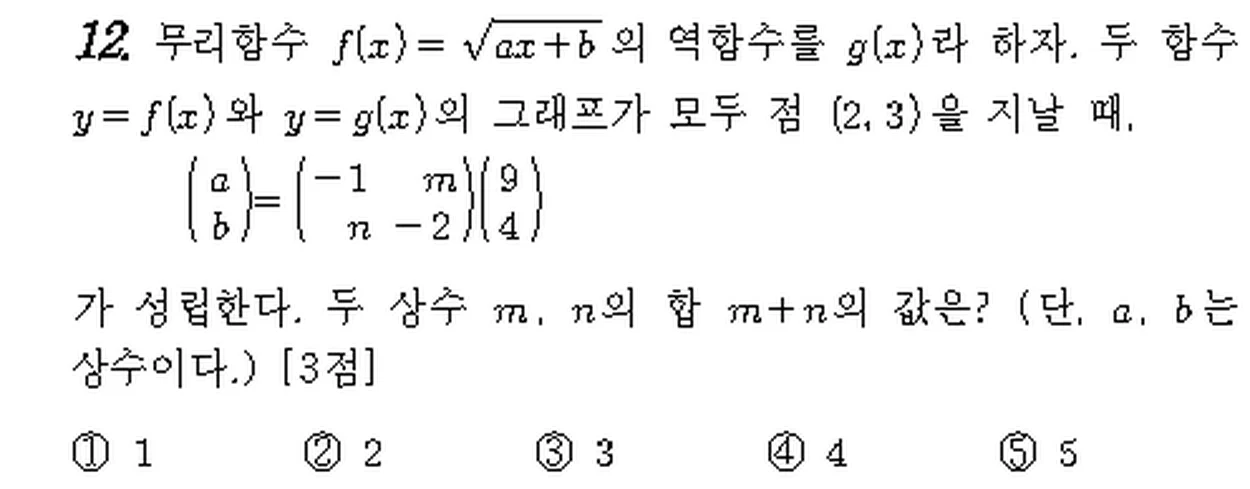 12. 무리함수 f(x)= √ax+b 의 역함수를 g(x)라 하자. 두 함수
y=f(x)와 y=g(x)의 그래프가 모두 점 (2, 3)을 지날 때,
(a b)=(−1 m n −2)(9 4)
가 성립한다. 두 상수 m, n의 합 m+n의 값은? (단, a, b는
상수이다.) [3점]
① 1 ② 2 ③ 3 ④ 4 ⑤ 5